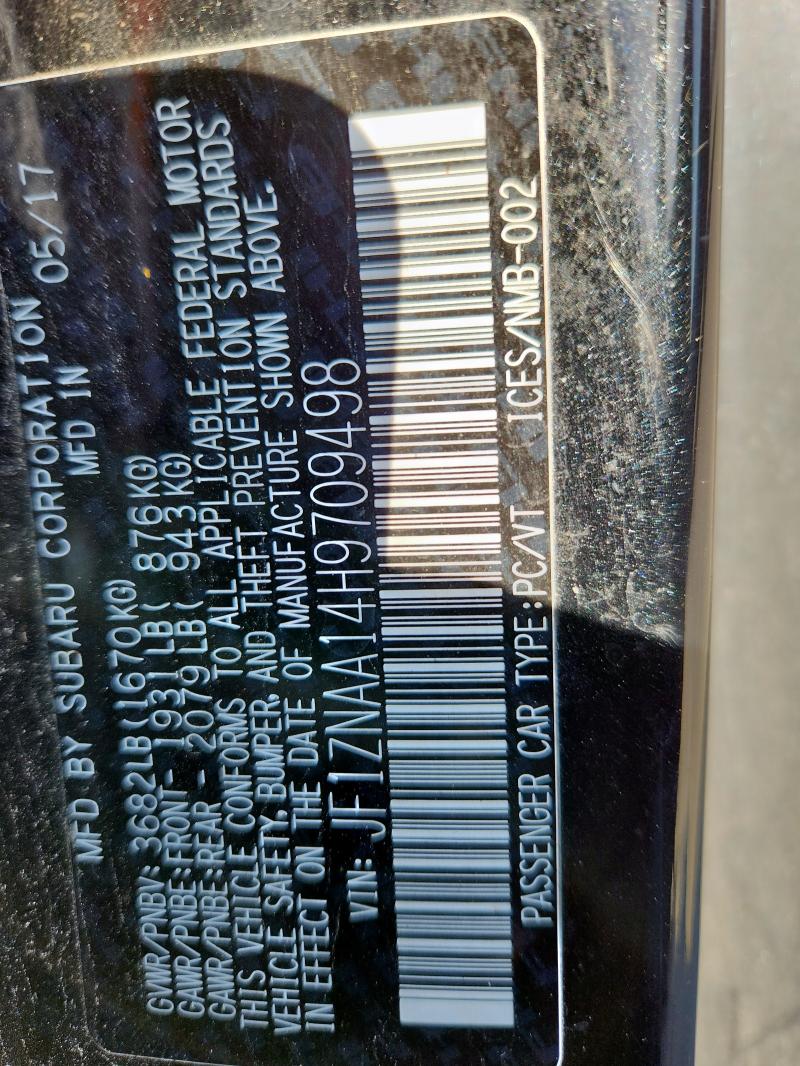 MFD BY SUBARU CORPORATION 05/17
MFD IN
GVWR/PNBV: 3682LB(1670KG)
GAWR/PNBE:FRONT- 1931LB( 876KG)
GAWR/PNBE:REAR - 2079LB( 943KG)
THIS VEHICLE CONFORMS TO ALL APPLICABLE FEDERAL MOTOR
VEHICLE SAFETY, BUMPER, AND THEFT PREVENTION STANDARDS
IN EFFECT ON THE DATE OF MANUFACTURE SHOWN ABOVE.
VIN: JF1ZNAA14H9709498
PASSENGER CAR TYPE:PC/VT ICES/NMB-002